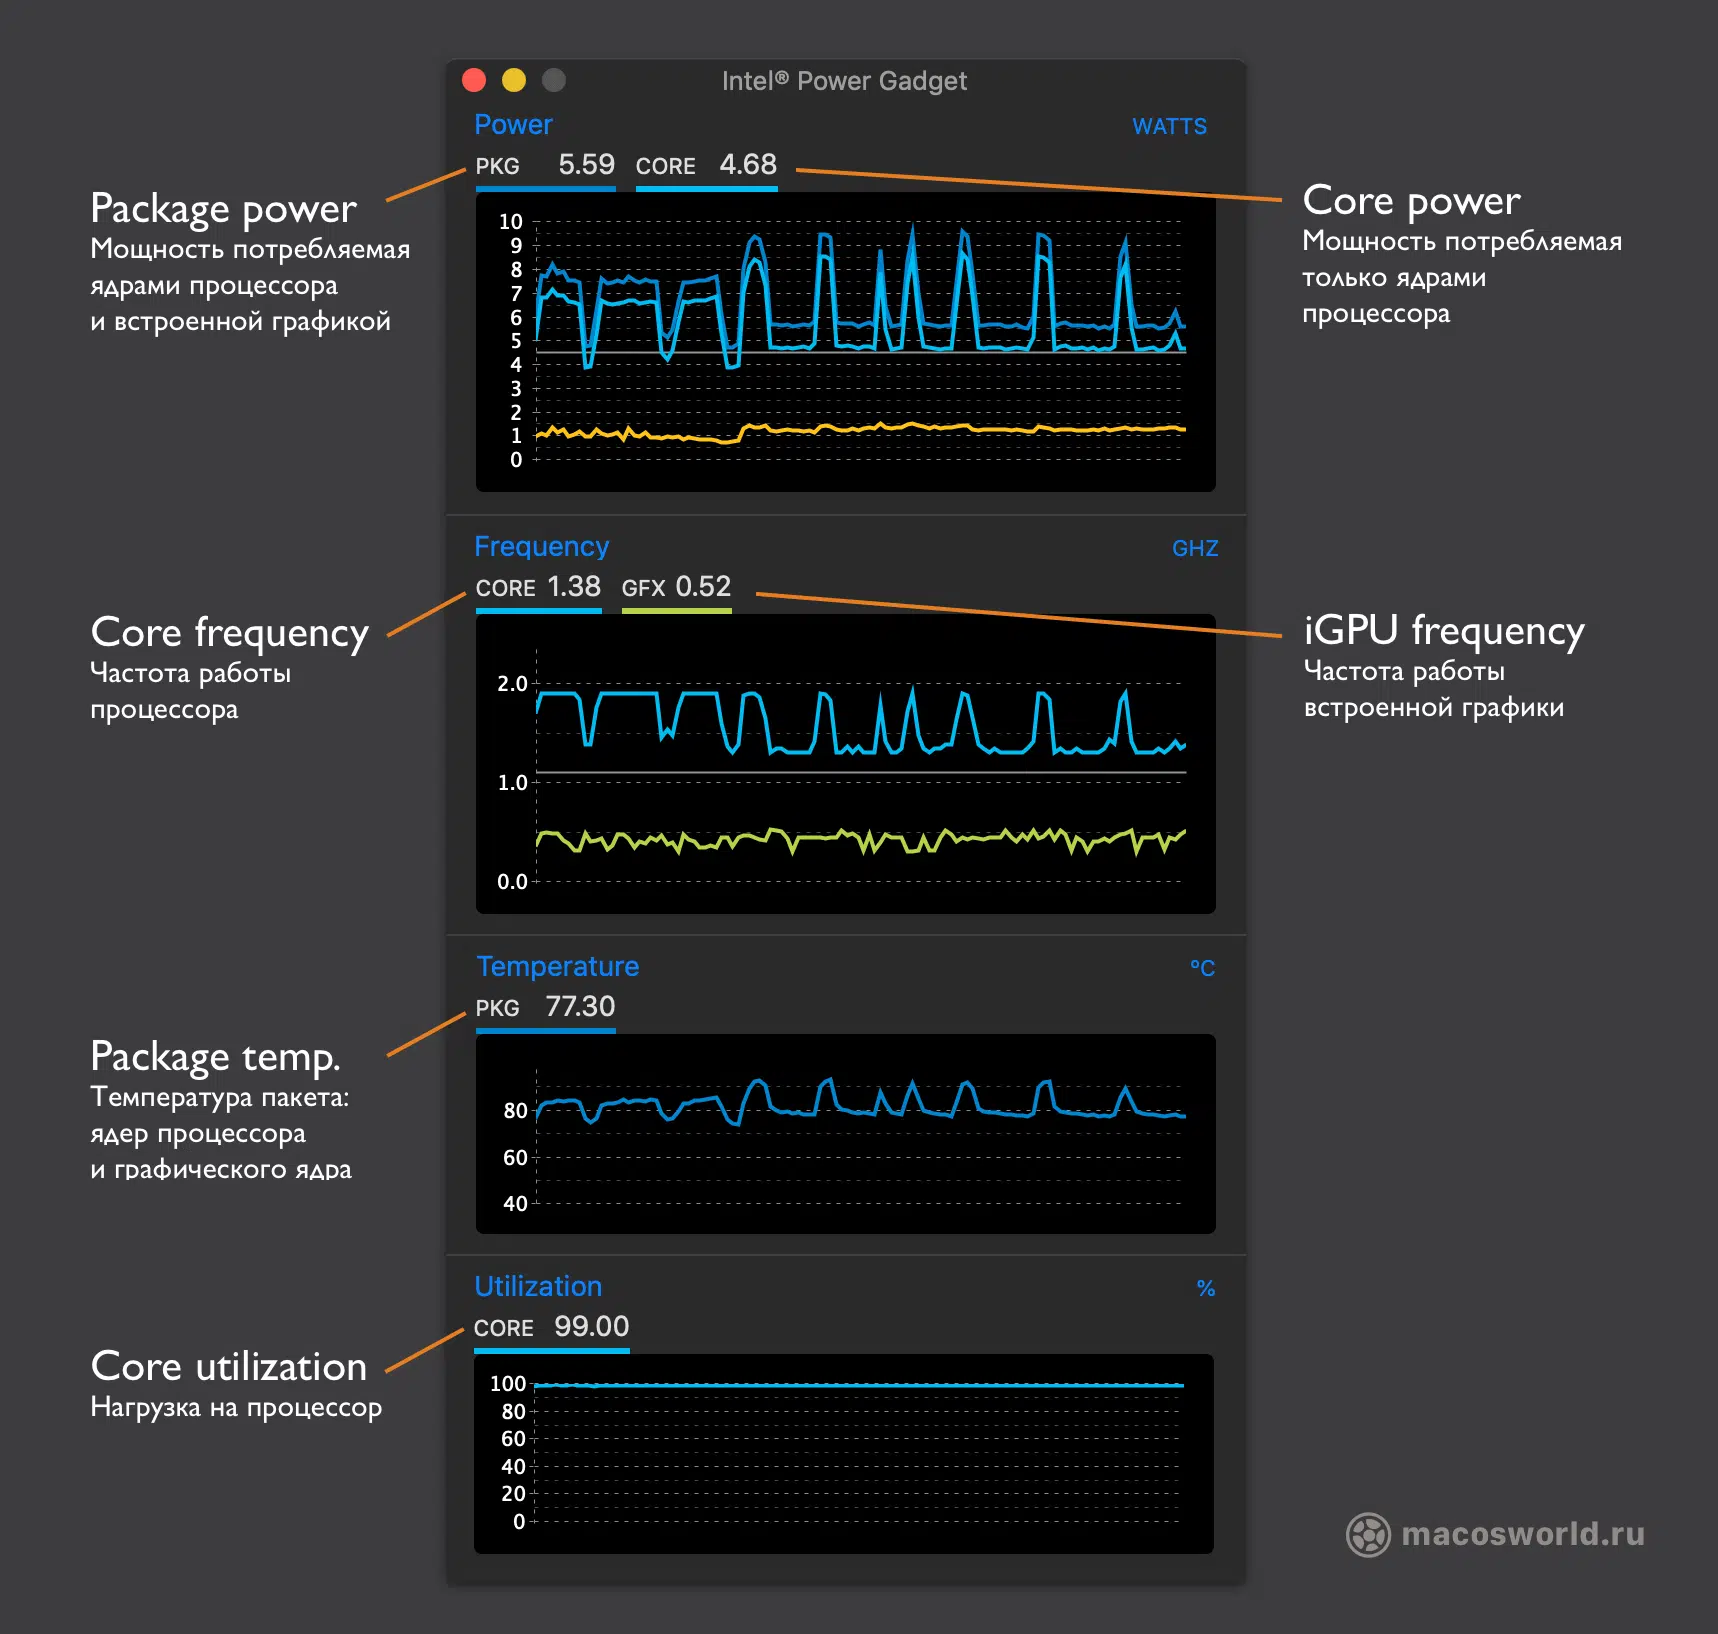 Intel® Power Gadget
Power
WATTS
PKG 5.59 CORE 4.68
10
9
8
7
6
5
4
3
2
1
0
Package power
Мощность потребляемая
ядрами процессора
и встроенной графикой
Core power
Мощность потребляемая
только ядрами
процессора
Frequency
GHZ
CORE 1.38 GFX 0.52
2.0
1.0
0.0
Core frequency
Частота работы
процессора
iGPU frequency
Частота работы
встроенной графики
Temperature
°C
PKG 77.30
80
60
40
Package temp.
Температура пакета:
ядер процессора
и графического ядра
Utilization
%
CORE 99.00
100
80
60
40
20
0
Core utilization
Нагрузка на процессор
macosworld.ru